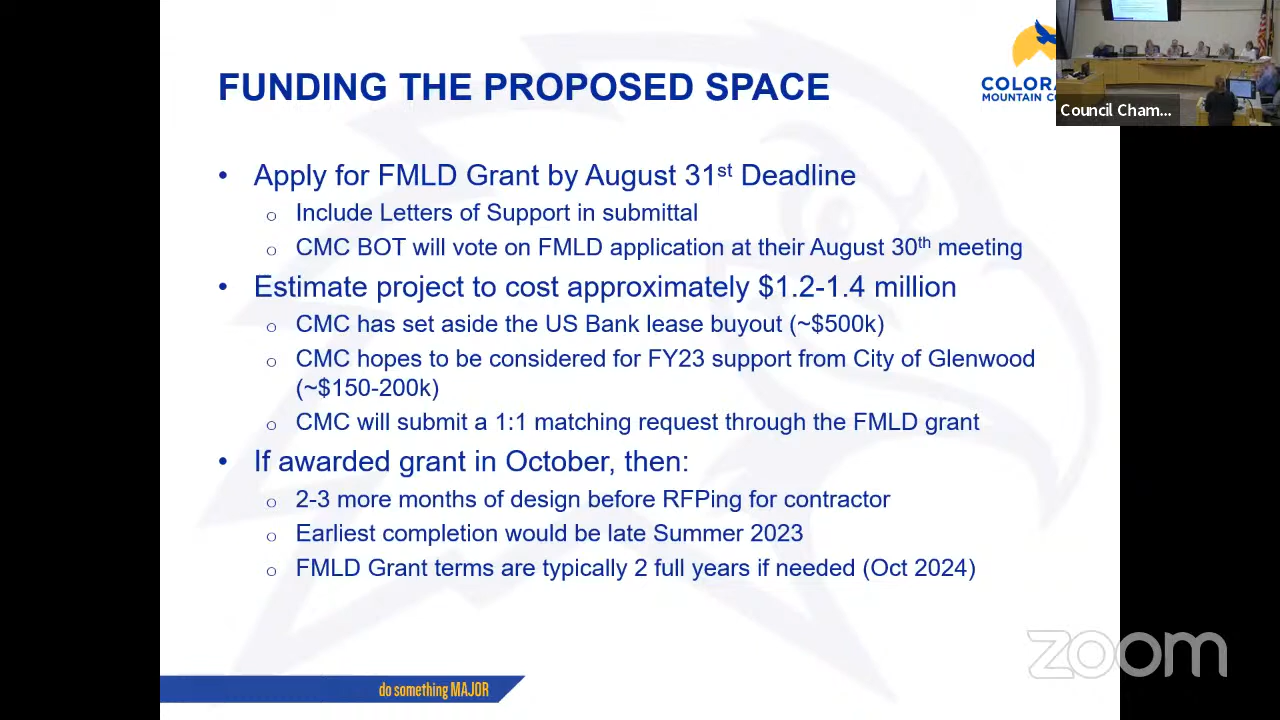 FUNDING THE PROPOSED SPACE
COLORA
MOUNTAIN CO
Council Cham...
• Apply for FMLD Grant by August 31st Deadline
o Include Letters of Support in submittal
o CMC BOT will vote on FMLD application at their August 30th meeting
• Estimate project to cost approximately $1.2-1.4 million
o CMC has set aside the US Bank lease buyout (~$500k)
o CMC hopes to be considered for FY23 support from City of Glenwood
(~$150-200k)
o CMC will submit a 1:1 matching request through the FMLD grant
• If awarded grant in October, then:
o 2-3 more months of design before RFPing for contractor
o Earliest completion would be late Summer 2023
o FMLD Grant terms are typically 2 full years if needed (Oct 2024)
zoom
do something MAJOR